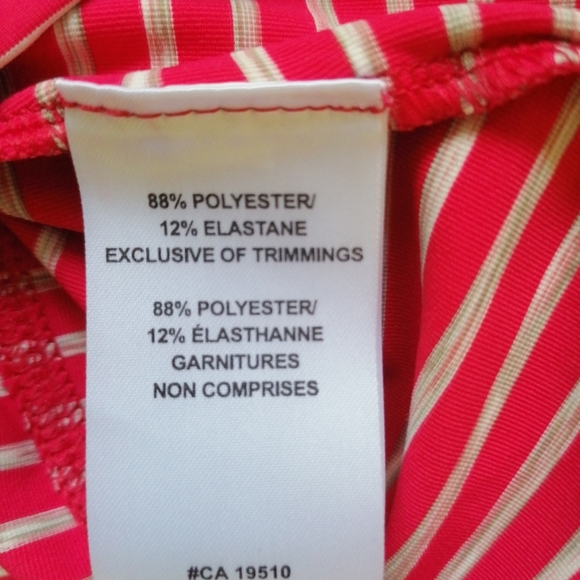 88% POLYESTER/
12% ELASTANE
EXCLUSIVE OF TRIMMINGS
88% POLYESTER/
12% ÉLASTHANNE
GARNITURES
NON COMPRISES
#CA 19510